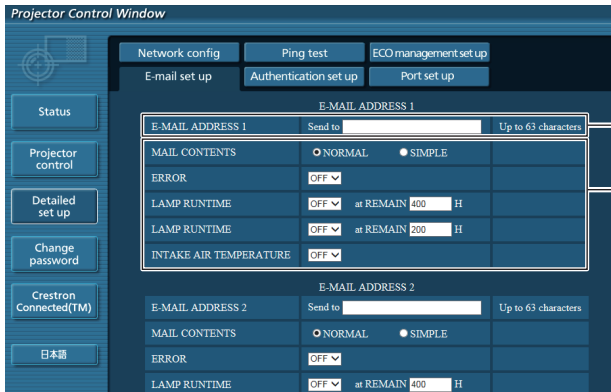 Projector Control Window
Network config Ping test ECO management set up
E-mail set up Authentication set up Port set up
Status
Projector control
Detailed set up
Change password
Crestron Connected(TM)
日本語
E-MAIL ADDRESS 1
E-MAIL ADDRESS 1 Send to Up to 63 characters
MAIL CONTENTS NORMAL SIMPLE
ERROR OFF
LAMP RUNTIME OFF at REMAIN 400 H
LAMP RUNTIME OFF at REMAIN 200 H
INTAKE AIR TEMPERATURE OFF
E-MAIL ADDRESS 2
E-MAIL ADDRESS 2 Send to Up to 63 characters
MAIL CONTENTS NORMAL SIMPLE
ERROR OFF
LAMP RUNTIME OFF at REMAIN 400 H